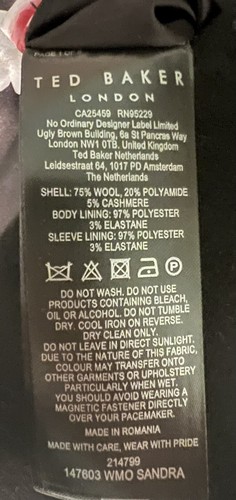 PAGE 1 OF
TED BAKER
LONDON
CA25459 RN95229
No Ordinary Designer Label Limited
Ugly Brown Building, 6a St Pancras Way
London NW1 0TB. United Kingdom
Ted Baker Netherlands
Leidsestraat 64, 1017 PD Amsterdam
The Netherlands
SHELL: 75% WOOL, 20% POLYAMIDE
5% CASHMERE
BODY LINING: 97% POLYESTER
3% ELASTANE
SLEEVE LINING: 97% POLYESTER
3% ELASTANE
P
DO NOT WASH. DO NOT USE
PRODUCTS CONTAINING BLEACH,
OIL OR ALCOHOL. DO NOT TUMBLE
DRY. COOL IRON ON REVERSE.
DRY CLEAN ONLY.
DO NOT LEAVE IN DIRECT SUNLIGHT.
DUE TO THE NATURE OF THIS FABRIC,
COLOUR MAY TRANSFER ONTO
OTHER GARMENTS OR UPHOLSTERY
PARTICULARLY WHEN WET.
YOU SHOULD AVOID WEARING A
MAGNETIC FASTENER DIRECTLY
OVER YOUR PACEMAKER.
MADE IN ROMANIA
MADE WITH CARE, WEAR WITH PRIDE
214799
147603 WMO SANDRA